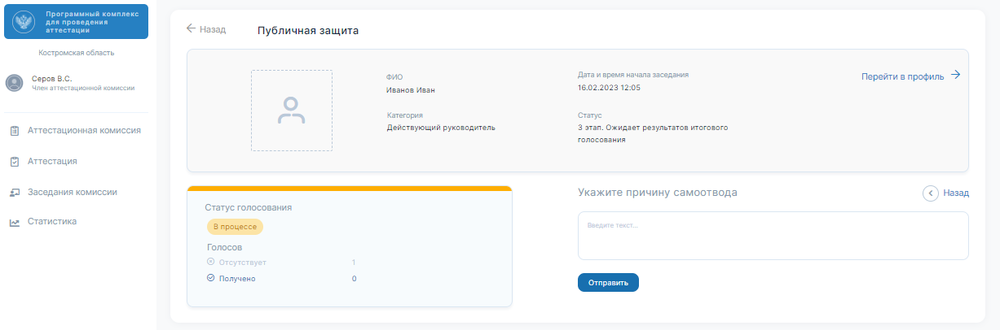 Программный комплекс
для проведения
аттестации
Костромская область
Серов В.С.
Член аттестационной комиссии
Аттестационная комиссия
Аттестация
Заседания комиссии
Статистика
Назад
Публичная защита
ФИО
Иванов Иван
Категория
Действующий руководитель
Дата и время начала заседания
16.02.2023 12:05
Статус
3 этап. Ожидает результатов итогового
голосования
Перейти в профиль
Статус голосования
В процессе
Голосов
Отсутствует 1
Получено 0
Укажите причину самоотвода
Назад
Введите текст...
Отправить